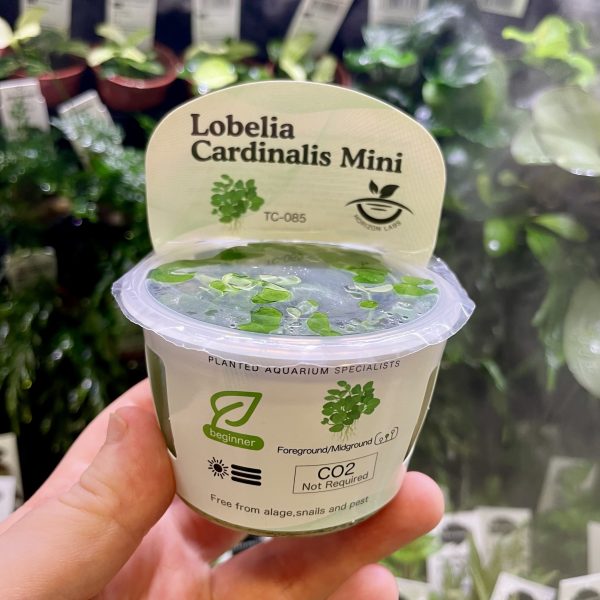 Lobelia
Cardinalis Mini
TC-085
HORIZON LABS
PLANTED AQUARIUM SPECIALISTS
beginner
Foreground/Midground
CO2
Not Required
Free from alage,snails and pest